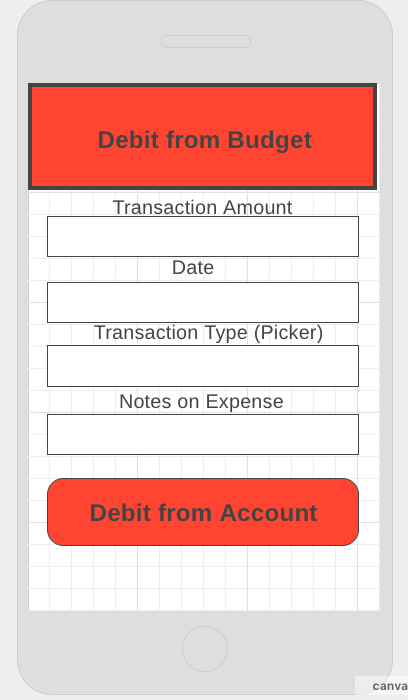 Debit from Budget
Transaction Amount
Date
Transaction Type (Picker)
Notes on Expense
Debit from Account
canva